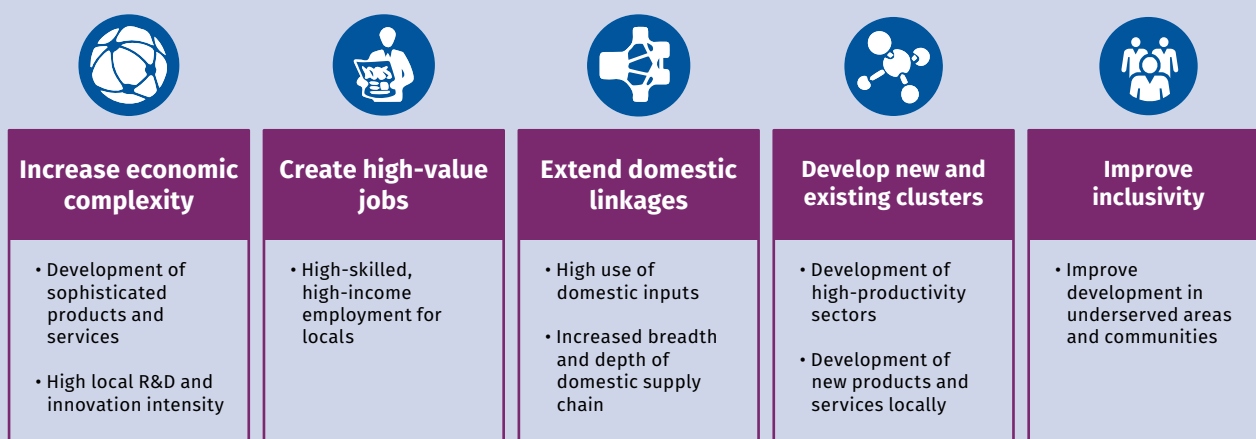 Increase economic
complexity
• Development of
sophisticated
products and
services
• High local R&D and
innovation intensity
Create high-value
jobs
• High-skilled,
high-income
employment for
locals
Extend domestic
linkages
• High use of
domestic inputs
• Increased breadth
and depth of
domestic supply
chain
Develop new and
existing clusters
• Development of
high-productivity
sectors
• Development of
new products and
services locally
Improve
inclusivity
• Improve
development in
underserved areas
and communities